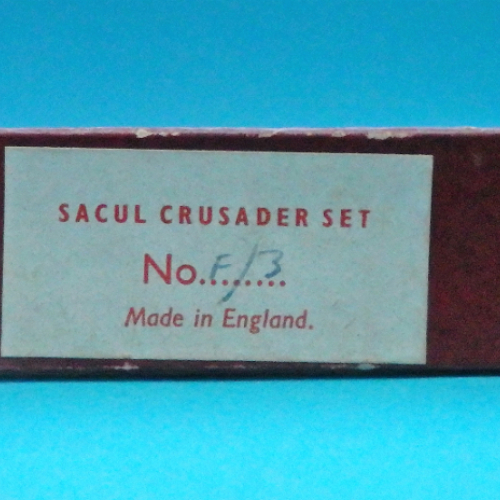 SACUL CRUSADER SET
No. F/3
Made in England.